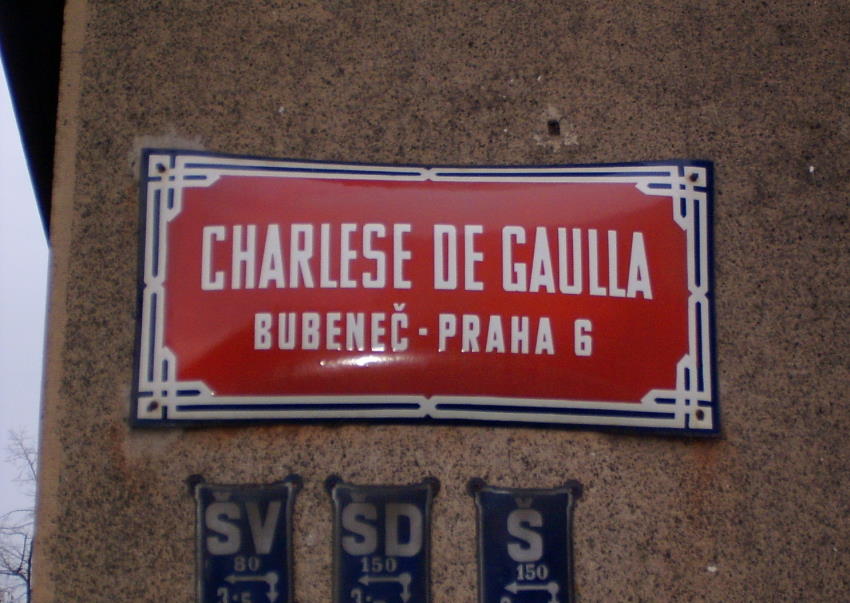 CHARLESE DE GAULLA
BUBENEČ - PRAHA 6
ŠV
80
ŠD
150
Š
150